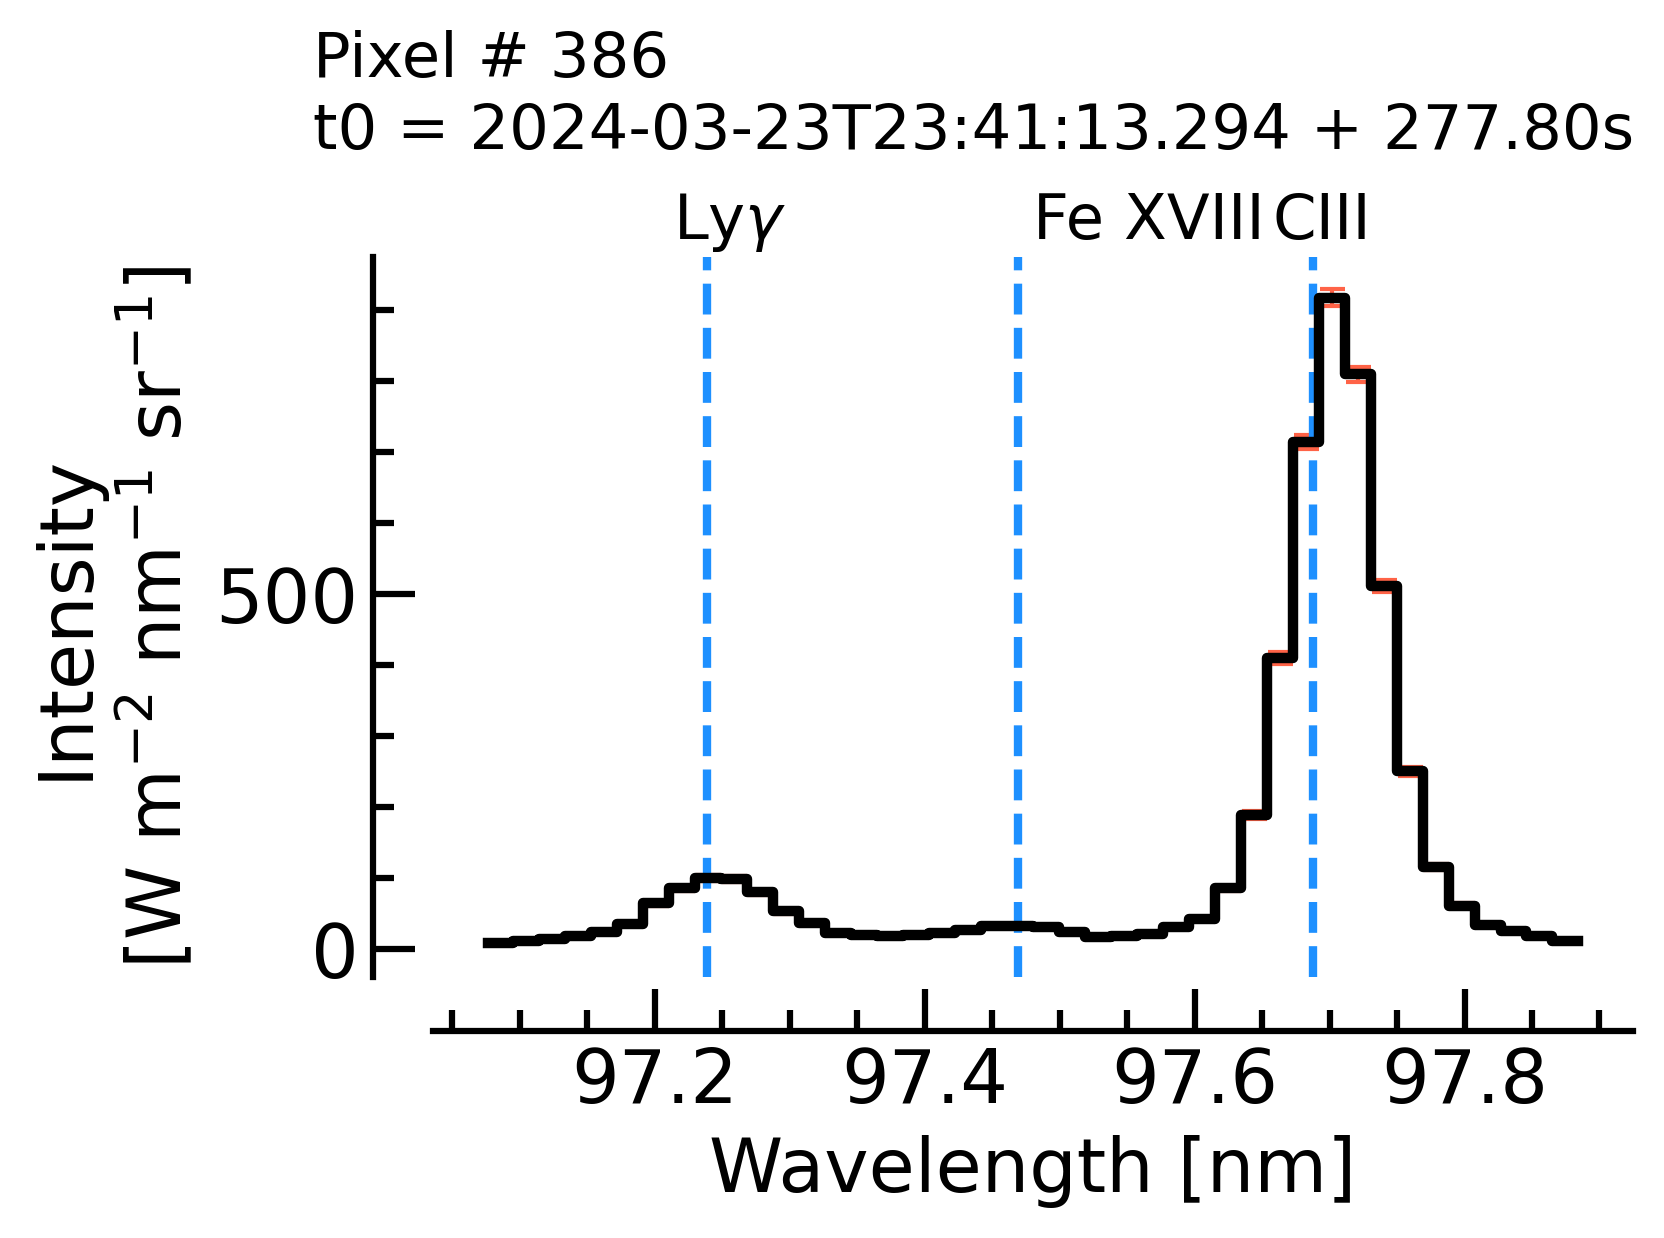 Pixel # 386
t0 = 2024-03-23T23:41:13.294 + 277.80s
Lyγ Fe XVIII CIII
Intensity
[W m⁻² nm⁻¹ sr⁻¹]
500
0
97.2 97.4 97.6 97.8
Wavelength [nm]